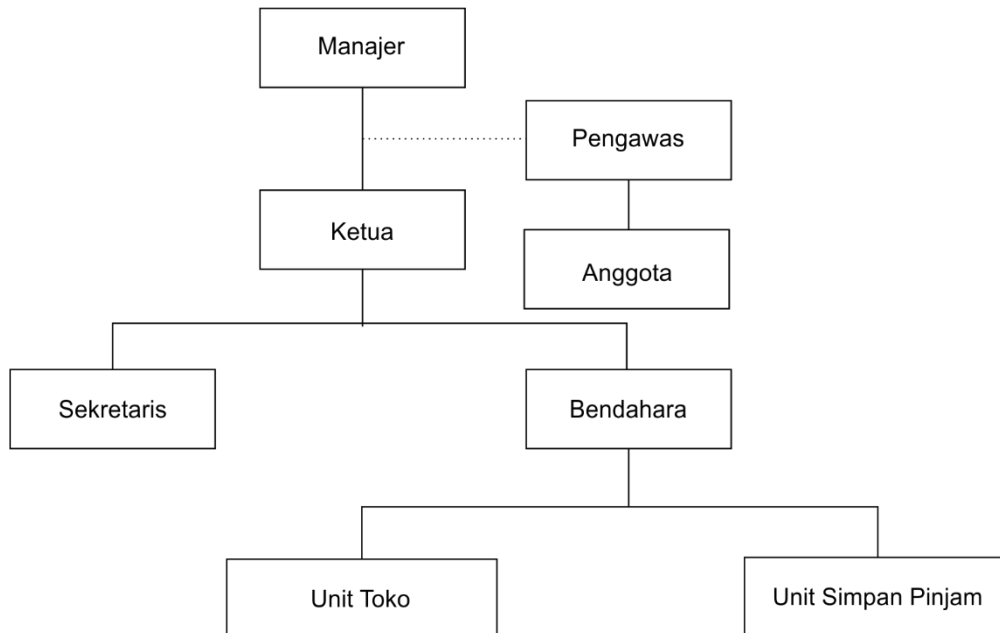 Manajer
Pengawas
Ketua
Anggota
Sekretaris
Bendahara
Unit Toko
Unit Simpan Pinjam